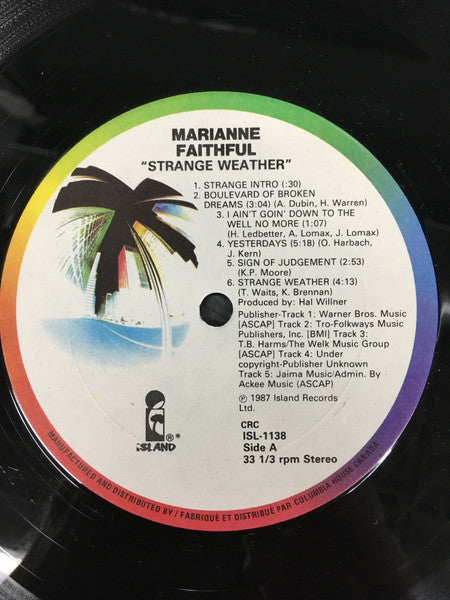 MARIANNE
FAITHFUL
"STRANGE WEATHER"
1. STRANGE INTRO (:30)
2. BOULEVARD OF BROKEN
DREAMS (3:04) (A. Dubin, H. Warren)
3. I AIN'T GOIN' DOWN TO THE
WELL NO MORE (1:07)
(H. Ledbetter, A. Lomax, J. Lomax)
4. YESTERDAYS (5:18) (O. Harbach,
J. Kern)
5. SIGN OF JUDGEMENT (2:53)
(K.P. Moore)
6. STRANGE WEATHER (4:13)
(T. Waits, K. Brennan)
Produced by: Hal Willner
Publisher-Track 1: Warner Bros. Music
[ASCAP] Track 2: Tro-Folkways Music
Publishers, Inc. [BMI] Track 3:
T.B. Harms/The Welk Music Group
[ASCAP] Track 4: Under
copyright-Publisher Unknown
Track 5: Jaima Music/Admin. By
Ackee Music (ASCAP)
℗ 1987 Island Records
Ltd.
CRC
ISL-1138
Side A
33 1/3 rpm Stereo
ISLAND ®*
MANUFACTURED AND DISTRIBUTED BY / FABRIQUÉ ET DISTRIBUÉ PAR COLUMBIA HOUSE CANADA